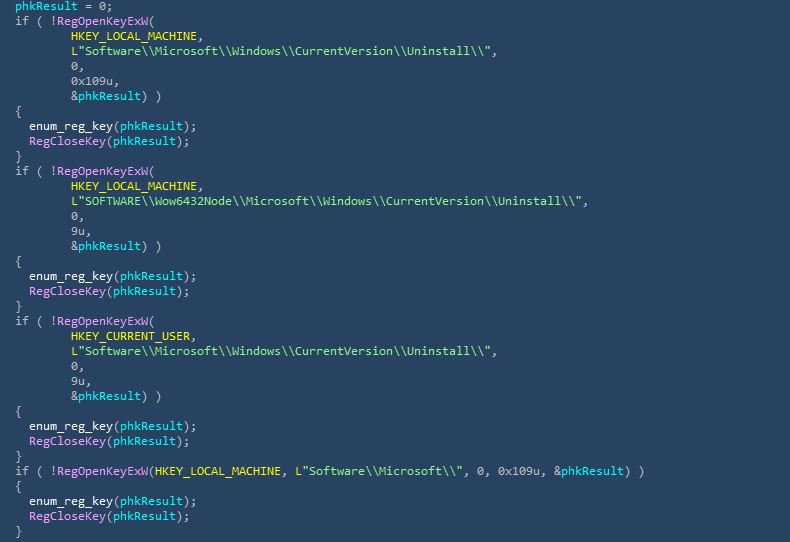 phkResult = 0;
if ( !RegOpenKeyExW(
HKEY_LOCAL_MACHINE,
L"Software\\Microsoft\\Windows\\CurrentVersion\\Uninstall\\",
0,
0x109u,
&phkResult) )
{
enum_reg_key(phkResult);
RegCloseKey(phkResult);
}
if ( !RegOpenKeyExW(
HKEY_LOCAL_MACHINE,
L"SOFTWARE\\Wow6432Node\\Microsoft\\Windows\\CurrentVersion\\Uninstall\\",
0,
9u,
&phkResult) )
{
enum_reg_key(phkResult);
RegCloseKey(phkResult);
}
if ( !RegOpenKeyExW(
HKEY_CURRENT_USER,
L"Software\\Microsoft\\Windows\\CurrentVersion\\Uninstall\\",
0,
9u,
&phkResult) )
{
enum_reg_key(phkResult);
RegCloseKey(phkResult);
}
if ( !RegOpenKeyExW(HKEY_LOCAL_MACHINE, L"Software\\Microsoft\\", 0, 0x109u, &phkResult) )
{
enum_reg_key(phkResult);
RegCloseKey(phkResult);
}